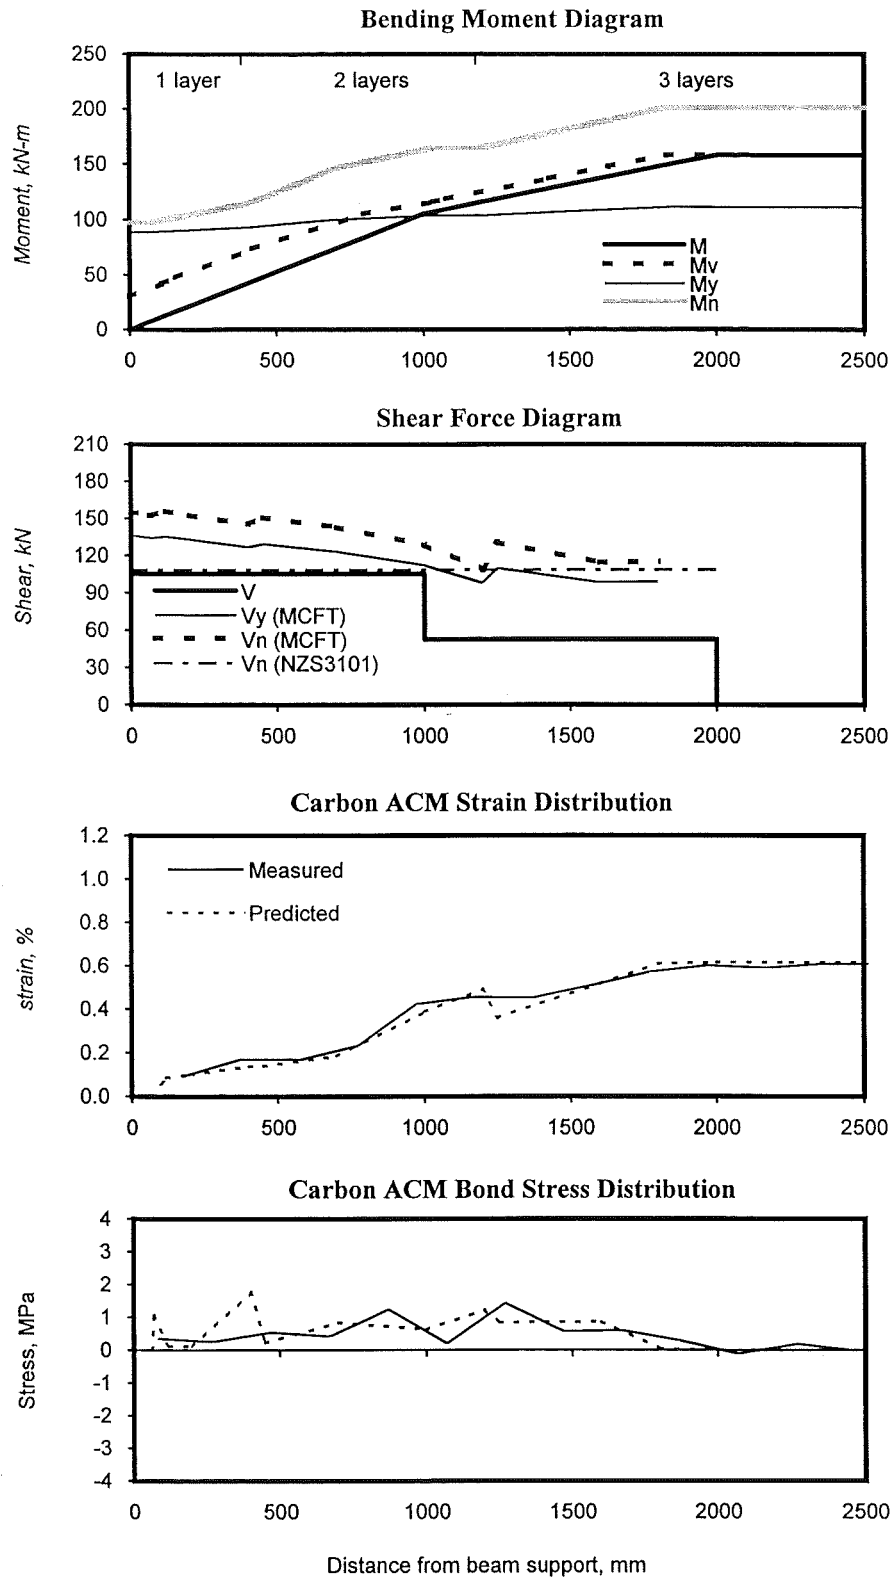 Bending Moment Diagram
250
200
150
100
50
0
Moment, kN-m
1 layer
2 layers
3 layers
M
Mv
My
Mn
0 500 1000 1500 2000 2500
Shear Force Diagram
210
180
150
120
90
60
30
0
Shear, kN
V
Vy (MCFT)
Vn (MCFT)
Vn (NZS3101)
0 500 1000 1500 2000 2500
Carbon ACM Strain Distribution
1.2
1.0
0.8
0.6
0.4
0.2
0.0
strain, %
Measured
Predicted
0 500 1000 1500 2000 2500
Carbon ACM Bond Stress Distribution
4
3
2
1
0
-1
-2
-3
-4
Stress, MPa
0 500 1000 1500 2000 2500
Distance from beam support, mm